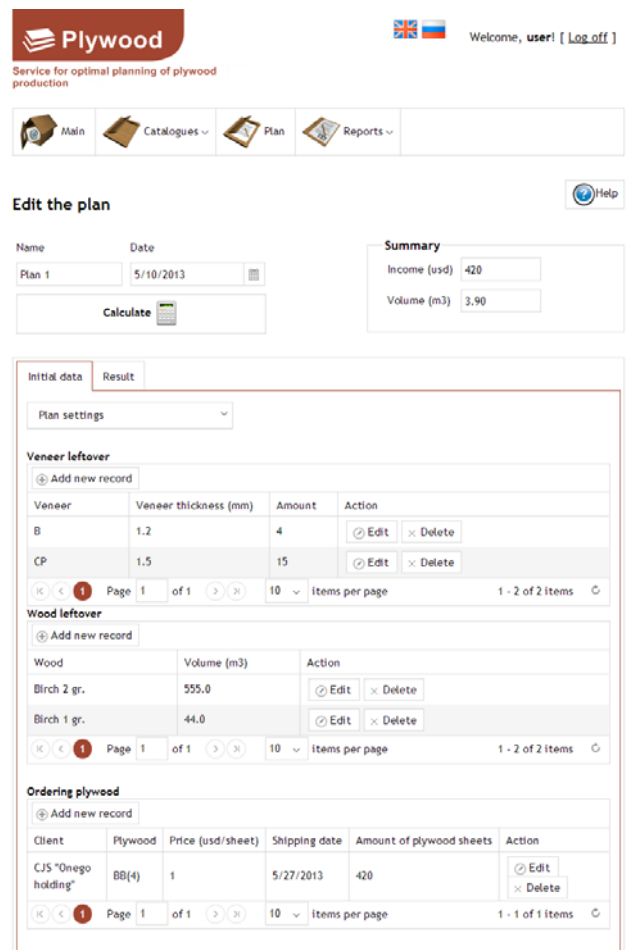 Plywood
Service for optimal planning of plywood
production
Welcome, user! [ Log off ]
Main Catalogues Plan Reports
Help
Edit the plan
Name Date
Plan 1 5/10/2013
Calculate
Summary
Income (usd) 420
Volume (m3) 3.90
Initial data Result
Plan settings
Veneer leftover
Add new record
Veneer Veneer thickness (mm) Amount Action
B 1.2 4 Edit × Delete
CP 1.5 15 Edit × Delete
1 Page 1 of 1 10 items per page 1 - 2 of 2 items
Wood leftover
Add new record
Wood Volume (m3) Action
Birch 2 gr. 555.0 Edit × Delete
Birch 1 gr. 44.0 Edit × Delete
1 Page 1 of 1 10 items per page 1 - 2 of 2 items
Ordering plywood
Add new record
Client Plywood Price (usd/sheet) Shipping date Amount of plywood sheets Action
CJS "Onego
holding" BB(4) 1 5/27/2013 420 Edit
× Delete
1 Page 1 of 1 10 items per page 1 - 1 of 1 items